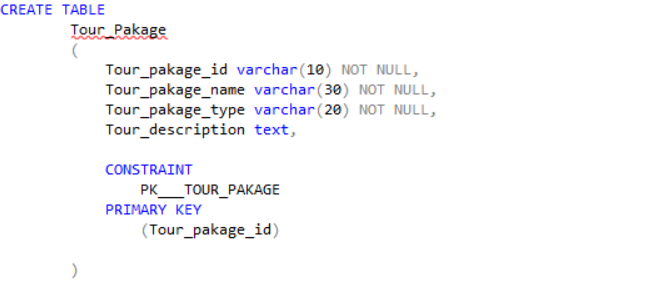 CREATE TABLE
Tour_Pakage
(
Tour_pakage_id varchar(10) NOT NULL,
Tour_pakage_name varchar(30) NOT NULL,
Tour_pakage_type varchar(20) NOT NULL,
Tour_description text,
CONSTRAINT
PK___TOUR_PAKAGE
PRIMARY KEY
(Tour_pakage_id)
)